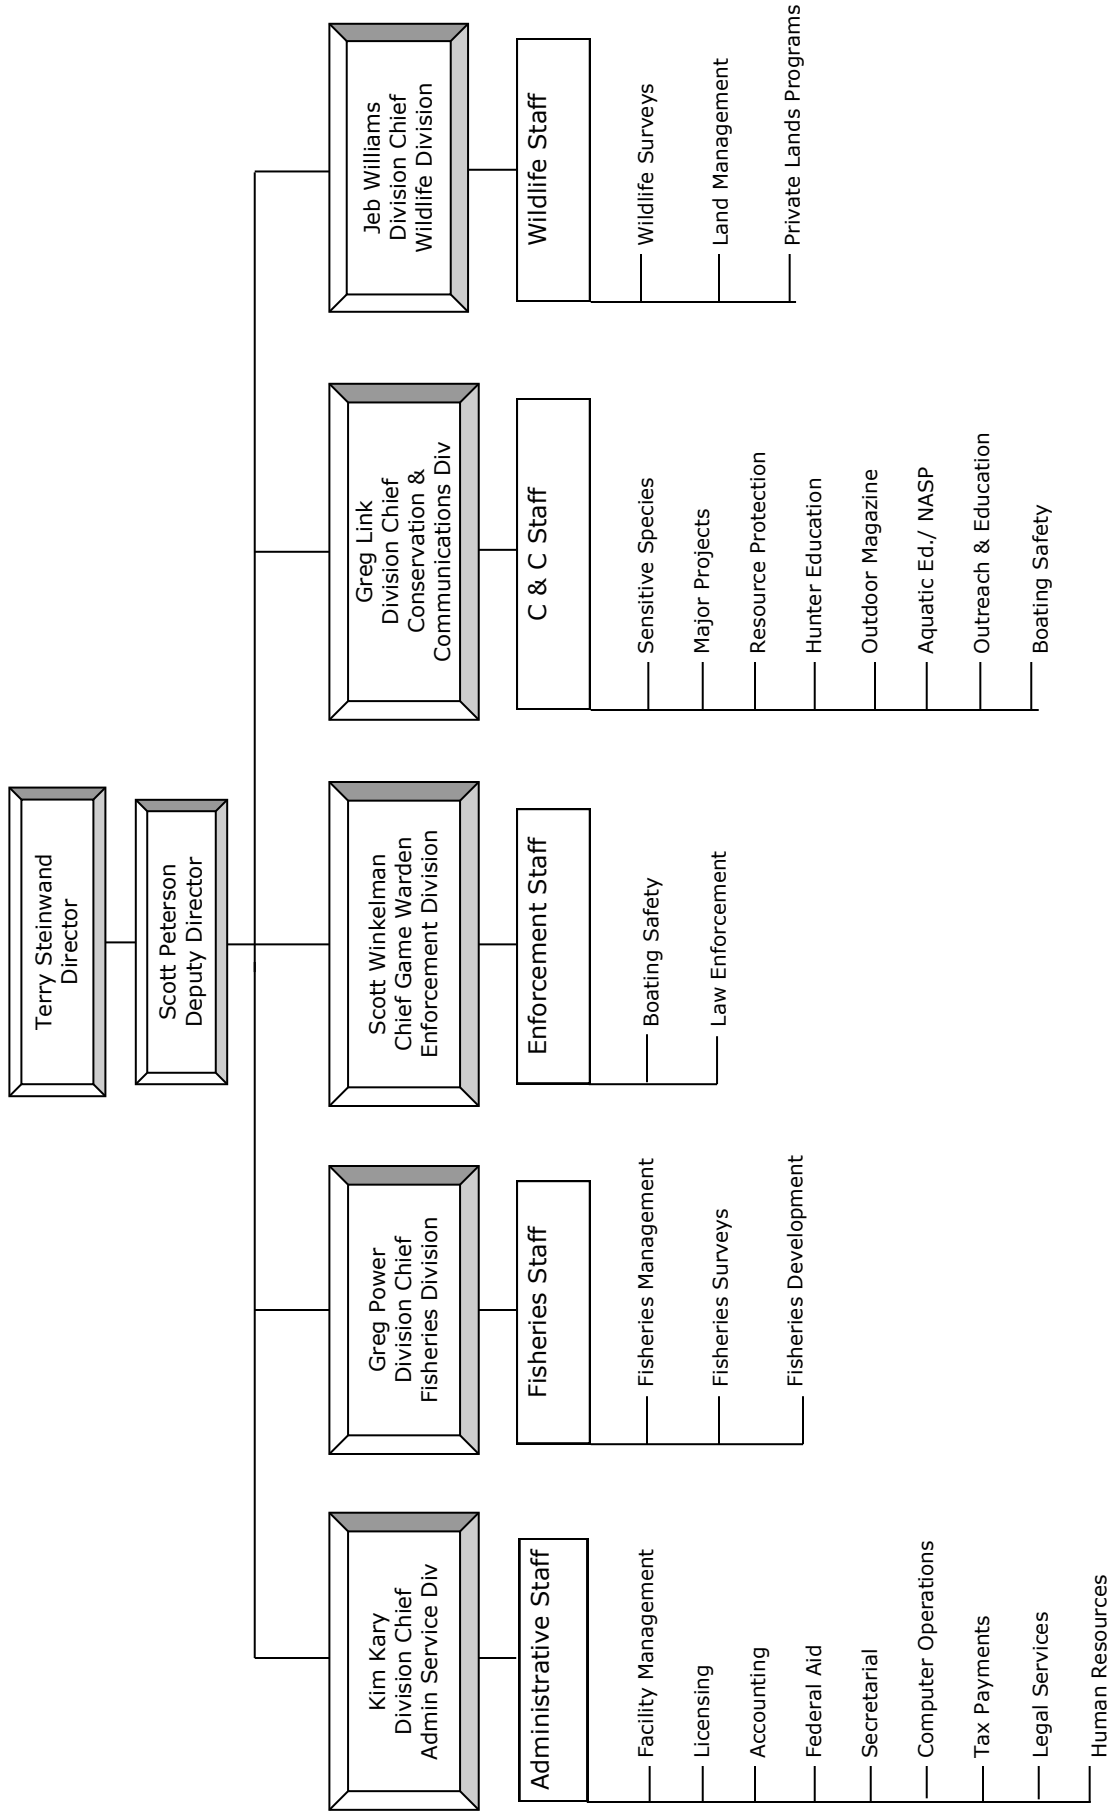 Terry Steinwand
Director
Scott Peterson
Deputy Director
Kim Kary
Division Chief
Admin Service Div
Administrative Staff
Facility Management
Licensing
Accounting
Federal Aid
Secretarial
Computer Operations
Tax Payments
Legal Services
Human Resources
Greg Power
Division Chief
Fisheries Division
Fisheries Staff
Fisheries Management
Fisheries Surveys
Fisheries Development
Scott Winkelman
Chief Game Warden
Enforcement Division
Enforcement Staff
Boating Safety
Law Enforcement
Greg Link
Division Chief
Conservation &
Communications Div
C & C Staff
Sensitive Species
Major Projects
Resource Protection
Hunter Education
Outdoor Magazine
Aquatic Ed./ NASP
Outreach & Education
Boating Safety
Jeb Williams
Division Chief
Wildlife Division
Wildlife Staff
Wildlife Surveys
Land Management
Private Lands Programs